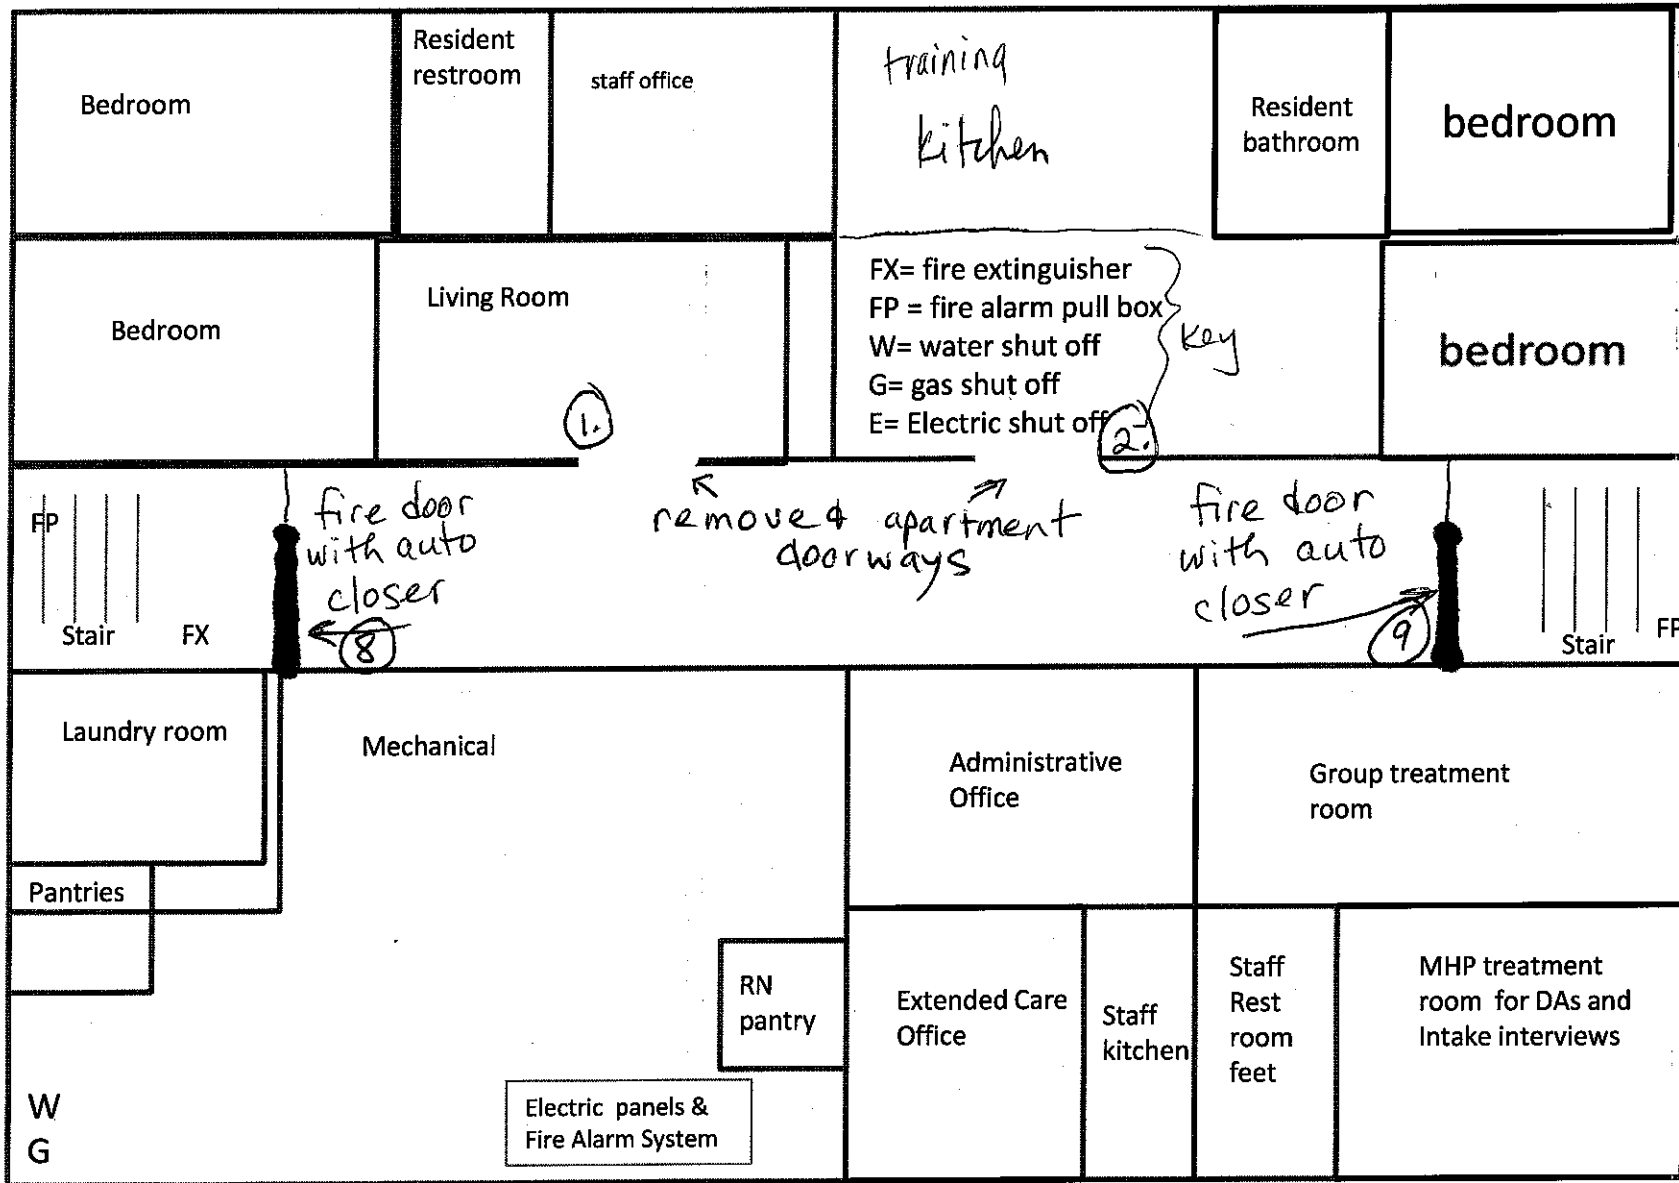 Bedroom
Resident
restroom
staff office
training
kitchen
Resident
bathroom
bedroom
Bedroom
Living Room
FX= fire extinguisher
FP = fire alarm pull box
W= water shut off
G= gas shut off
E= Electric shut off
Key
bedroom
1.
2.
FP
Stair
FX
fire door
with auto
closer
8
removed apartment
doorways
fire door
with auto
closer
9
Stair
FP
Laundry room
Mechanical
Administrative
Office
Group treatment
room
Pantries
RN
pantry
Extended Care
Office
Staff
kitchen
Staff
Rest
room
feet
MHP treatment
room for DAs and
Intake interviews
W
G
Electric panels &
Fire Alarm System